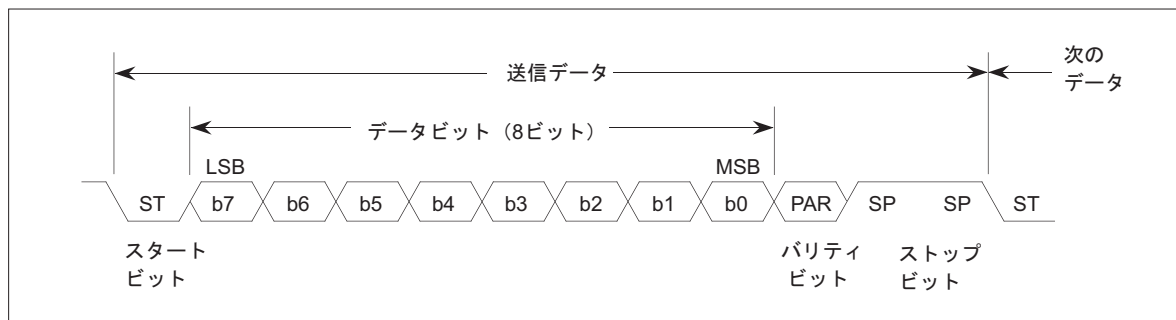 送信データ
次の
データ
データビット（8ビット）
LSB
MSB
ST b7 b6 b5 b4 b3 b2 b1 b0 PAR SP SP ST
スタート
ビット
バリティ
ビット
ストップ
ビット